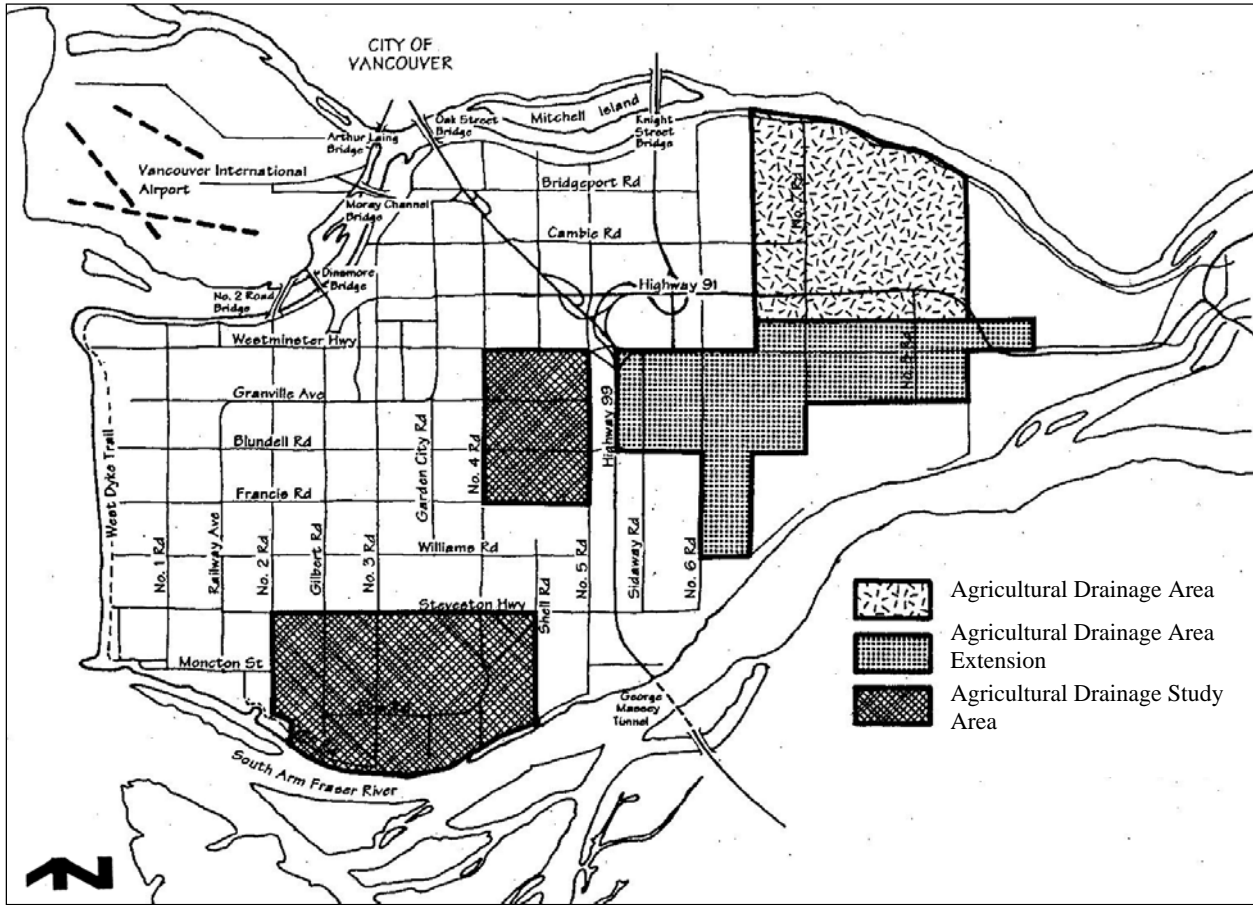 CITY OF
VANCOUVER
Mitchell Island
Oak Street
Bridge
Knight
Street
Bridge
Arthur Laing
Bridge
Vancouver International
Airport
Moray Channel
Bridge
Bridgeport Rd
No. 7 Rd
Cambie Rd
Dinsmore
Bridge
Highway 91
No. 2 Road
Bridge
Westminster Hwy
Granville Ave
Blundell Rd
Francis Rd
Williams Rd
Steveston Hwy
Moncton St
West Dyke Trail
No. 1 Rd
Railway Ave
No. 2 Rd
Gilbert Rd
No. 3 Rd
Garden City Rd
No. 4 Rd
Shell Rd
No. 5 Rd
Highway 99
Sidaway Rd
No. 6 Rd
George
Massey
Tunnel
South Arm Fraser River
Agricultural Drainage Area
Agricultural Drainage Area
Extension
Agricultural Drainage Study
Area
N